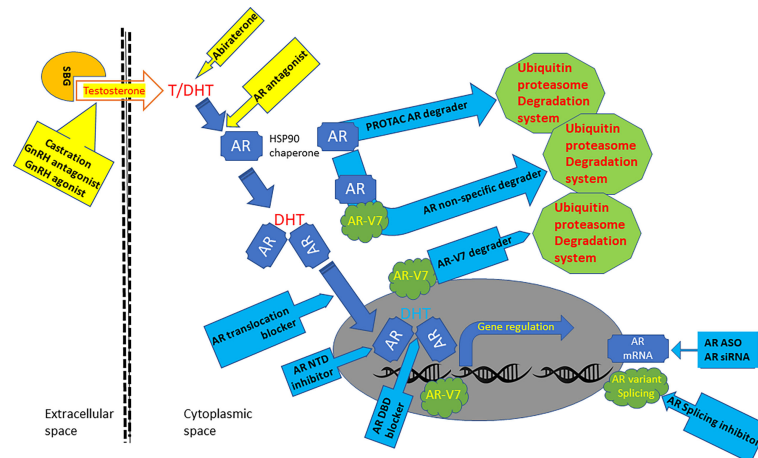 SBG
Testosterone
T/DHT
Abiraterone
AR antagonist
Castration
GnRH antagonist
GnRH agonist
AR
HSP90
chaperone
DHT
AR
AR
AR
PROTAC AR degrader
Ubiquitin
proteasome
Degradation
system
AR
AR-V7
AR non-specific degrader
Ubiquitin
proteasome
Degradation
system
AR-V7
AR-V7 degrader
Ubiquitin
proteasome
Degradation
system
AR translocation
blocker
AR NTD
inhibitor
AR DBD
blocker
DHT
AR
AR
Gene regulation
AR-V7
AR
mRNA
AR ASO
AR siRNA
AR variant
Splicing
AR Splicing inhibitor
Extracellular
space
Cytoplasmic
space